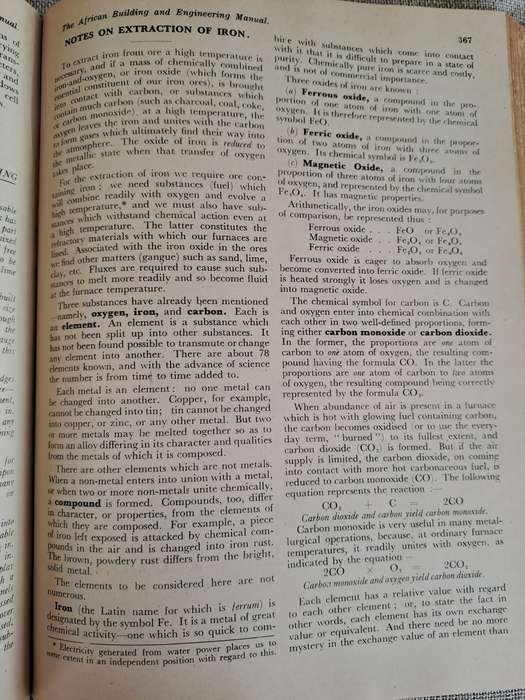 The African Building and Engineering Manual.
367
NOTES ON EXTRACTION OF IRON.
To extract iron from ore a high temperature is
necessary, and if a mass of chemically combined
iron-and-oxygen, or iron oxide (which forms the
essential constituent of our iron ores), is brought
into contact with carbon, or substances which
contain much carbon (such as charcoal, coal, coke,
or carbon monoxide), at a high temperature, the
oxygen leaves the iron and unites with the carbon
to form gases which ultimately find their way into
the atmosphere. The oxide of iron is reduced to
the metallic state when that transfer of oxygen
takes place.
For the extraction of iron we require ore con-
taining iron; we need substances (fuel) which
will combine readily with oxygen and evolve a
high temperature,* and we must also have sub-
stances which withstand chemical action even at
a high temperature. The latter constitutes the
refractory materials with which our furnaces are
lined. Associated with the iron oxide in the ores
we find other matters (gangue) such as sand, lime,
clay, etc. Fluxes are required to cause such sub-
stances to melt more readily and so become fluid
at the furnace temperature.
Three substances have already been mentioned
—namely, oxygen, iron, and carbon. Each is
an element. An element is a substance which
has not been split up into other substances. It
has not been found possible to transmute or change
any element into another. There are about 78
elements known, and with the advance of science
the number is from time to time added to.
Each metal is an element: no one metal can
be changed into another. Copper, for example,
cannot be changed into tin; tin cannot be changed
into copper, or zinc, or any other metal. But two
or more metals may be melted together so as to
form an alloy differing in its character and qualities
from the metals of which it is composed.
There are other elements which are not metals.
When a non-metal enters into union with a metal,
or when two or more non-metals unite chemically,
a compound is formed. Compounds, too, differ
in character, or properties, from the elements of
which they are composed. For example, a piece
of iron left exposed is attacked by chemical com-
pounds in the air and is changed into iron rust.
The brown, powdery rust differs from the bright,
solid metal.
The elements to be considered here are not
numerous.
Iron (the Latin name for which is ferrum) is
designated by the symbol Fe. It is a metal of great
chemical activity—one which is so quick to com-
* Electricity generated from water power places us to
some extent in an independent position with regard to this.
bine with substances which come into contact
with it that it is difficult to prepare in a state of
purity. Chemically pure iron is scarce and costly,
and is not of commercial importance.
Three oxides of iron are known:
(a) Ferrous oxide, a compound in the pro-
portion of one atom of iron with one atom of
oxygen. It is therefore represented by the chemical
symbol FeO.
(b) Ferric oxide, a compound in the propor-
tion of two atoms of iron with three atoms of
oxygen. Its chemical symbol is Fe₂O₃.
(c) Magnetic Oxide, a compound in the
proportion of three atoms of iron with four atoms
of oxygen, and represented by the chemical symbol
Fe₃O₄. It has magnetic properties.
Arithmetically, the iron oxides may, for purposes
of comparison, be represented thus:
Ferrous oxide . . . FeO or Fe₆O₆
Magnetic oxide . . Fe₃O₄ or Fe₆O₈
Ferric oxide . . . Fe₂O₃ or Fe₆O₉
Ferrous oxide is eager to absorb oxygen and
become converted into ferric oxide. If ferric oxide
is heated strongly it loses oxygen and is changed
into magnetic oxide.
The chemical symbol for carbon is C. Carbon
and oxygen enter into chemical combination with
each other in two well-defined proportions, form-
ing either carbon monoxide or carbon dioxide.
In the former, the proportions are one atom of
carbon to one atom of oxygen, the resulting com-
pound having the formula CO. In the latter the
proportions are one atom of carbon to two atoms
of oxygen, the resulting compound being correctly
represented by the formula CO₂.
When abundance of air is present in a furnace
which is hot with glowing fuel containing carbon,
the carbon becomes oxidised (or to use the every-
day term, "burned") to its fullest extent, and
carbon dioxide (CO₂) is formed. But if the air
supply is limited, the carbon dioxide, on coming
into contact with more hot carbonaceous fuel, is
reduced to carbon monoxide (CO). The following
equation represents the reaction:—
CO₂ + C = 2CO
Carbon dioxide and carbon yield carbon monoxide.
Carbon monoxide is very useful in many metal-
lurgical operations, because, at ordinary furnace
temperatures, it readily unites with oxygen, as
indicated by the equation—
2CO × O₂ = 2CO₂
Carbon monoxide and oxygen yield carbon dioxide.
Each element has a relative value with regard
to each other element; or, to state the fact in
other words, each element has its own exchange
value or equivalent. And there need be no more
mystery in the exchange value of an element than